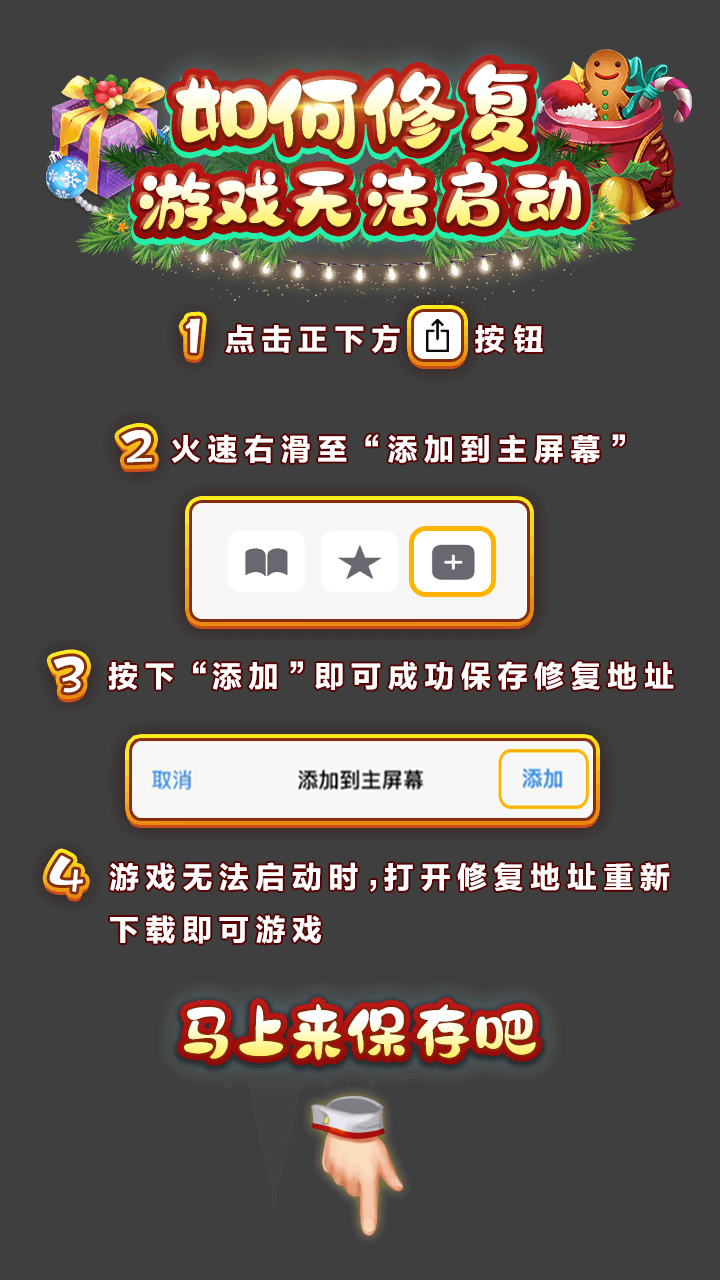 如何修复
游戏无法启动
1 点击正下方 按钮
2 火速右滑至“添加到主屏幕”
3 按下“添加”即可成功保存修复地址
取消 添加到主屏幕 添加
4 游戏无法启动时,打开修复地址重新
下载即可游戏
马上来保存吧